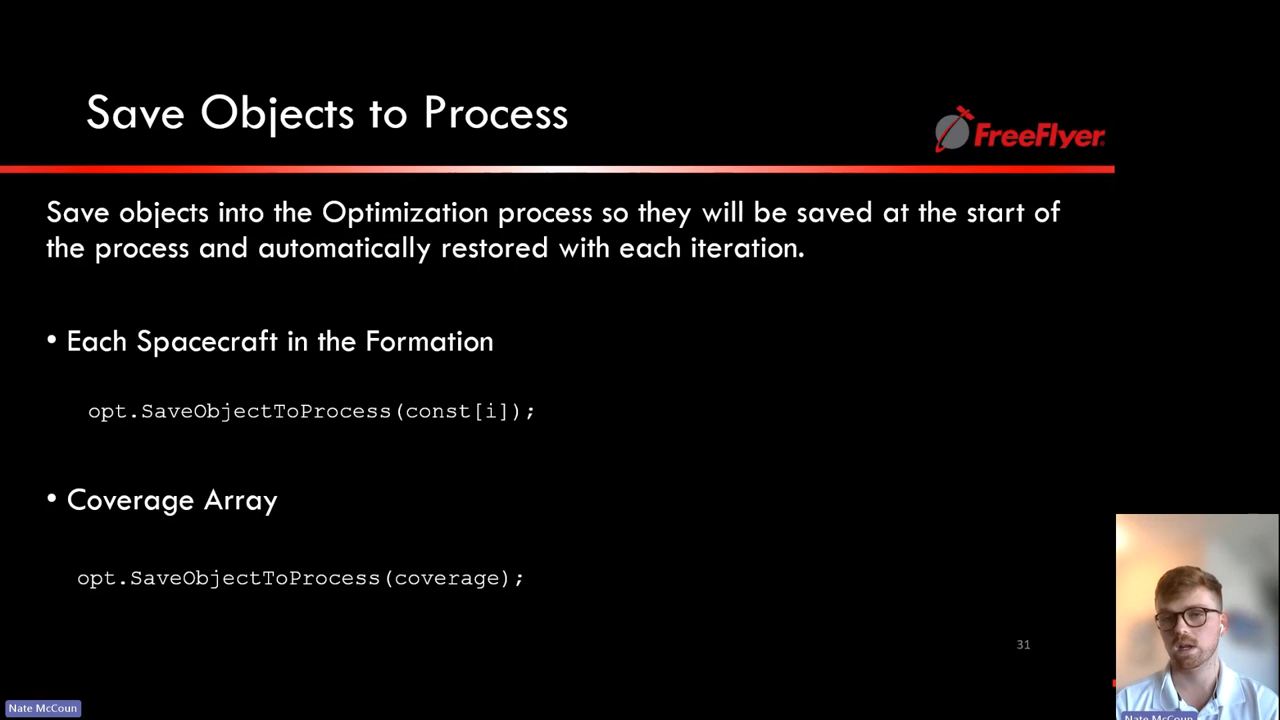 Save Objects to Process
FreeFlyer
Save objects into the Optimization process so they will be saved at the start of
the process and automatically restored with each iteration.
• Each Spacecraft in the Formation
opt.SaveObjectToProcess(const[i]);
• Coverage Array
opt.SaveObjectToProcess(coverage);
31
Nate McCoun
Nate McCoun